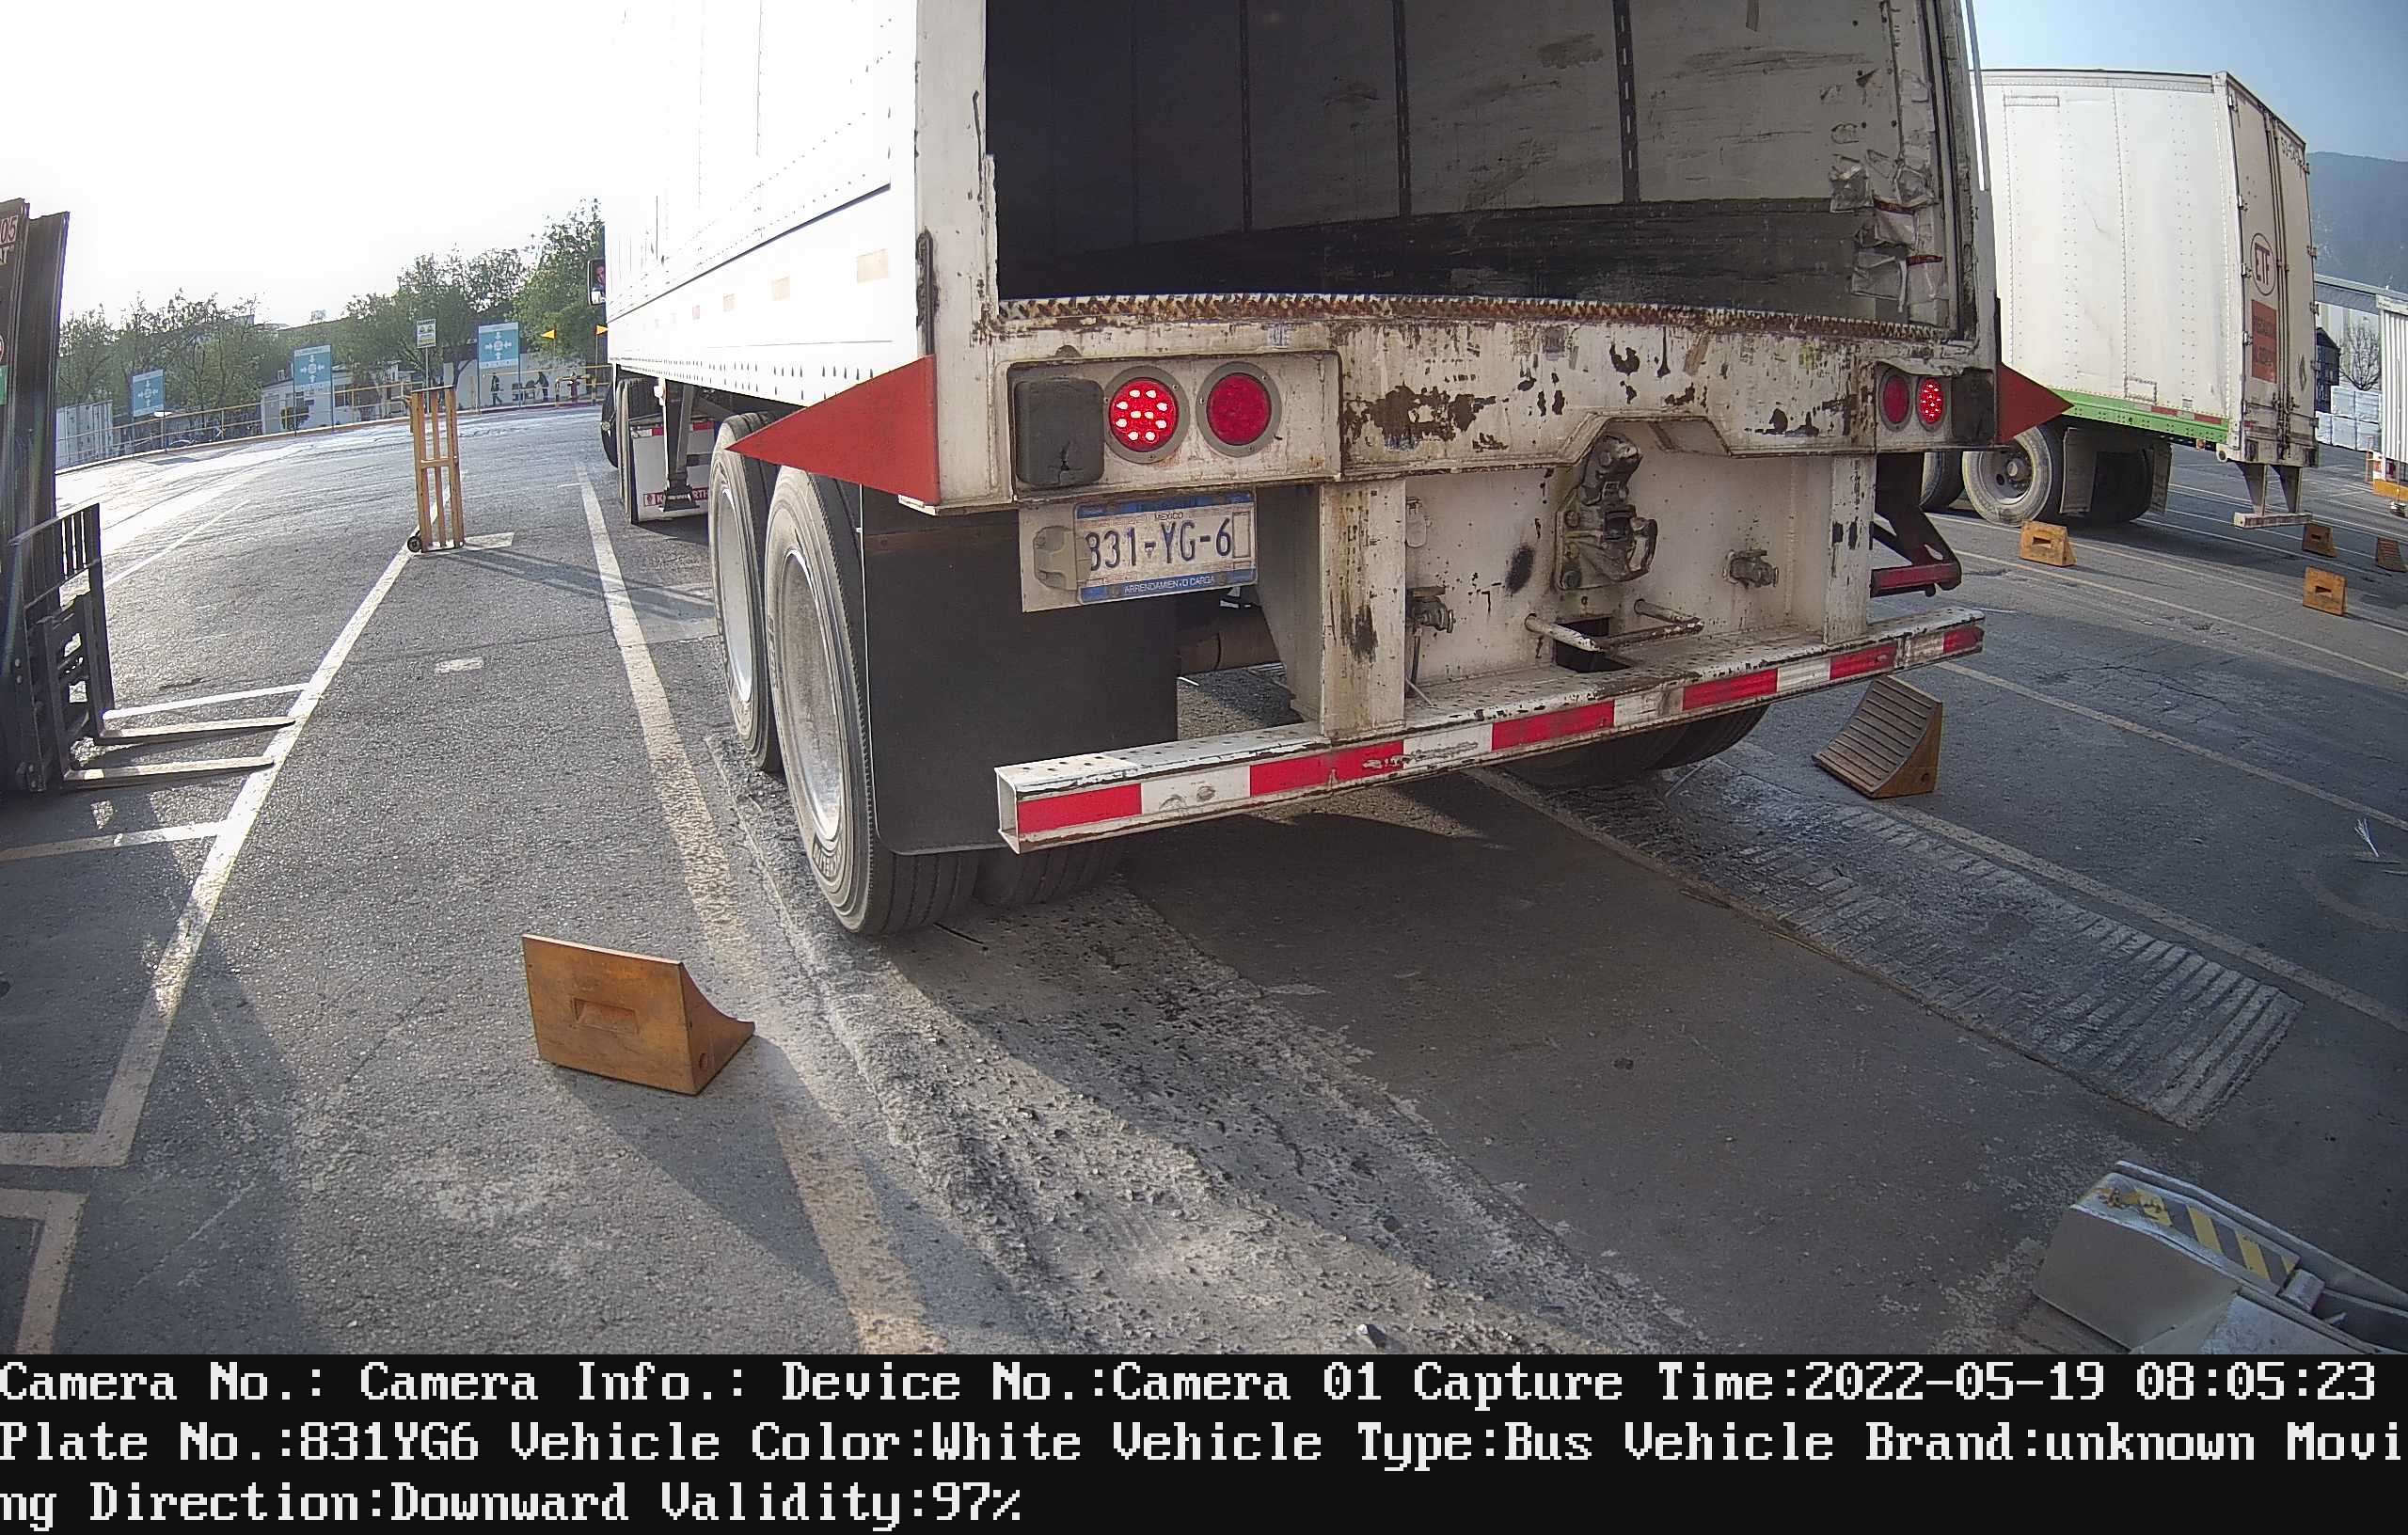 05
ETF
MEXICO
831-YG-6
ARRENDAMIENTO CARGA
Camera No.: Camera Info.: Device No.:Camera 01 Capture Time:2022-05-19 08:05:23
Plate No.:831YG6 Vehicle Color:White Vehicle Type:Bus Vehicle Brand:unknown Movi
ng Direction:Downward Validity:97%